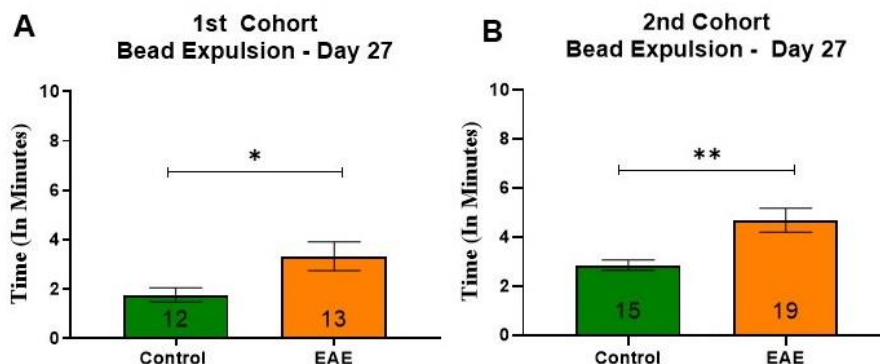 A
1st Cohort
Bead Expulsion - Day 27
Time (In Minutes)
10
8
6
4
2
0
*
12
13
Control
EAE
B
2nd Cohort
Bead Expulsion - Day 27
Time (In Minutes)
10
8
6
4
2
0
**
15
19
Control
EAE